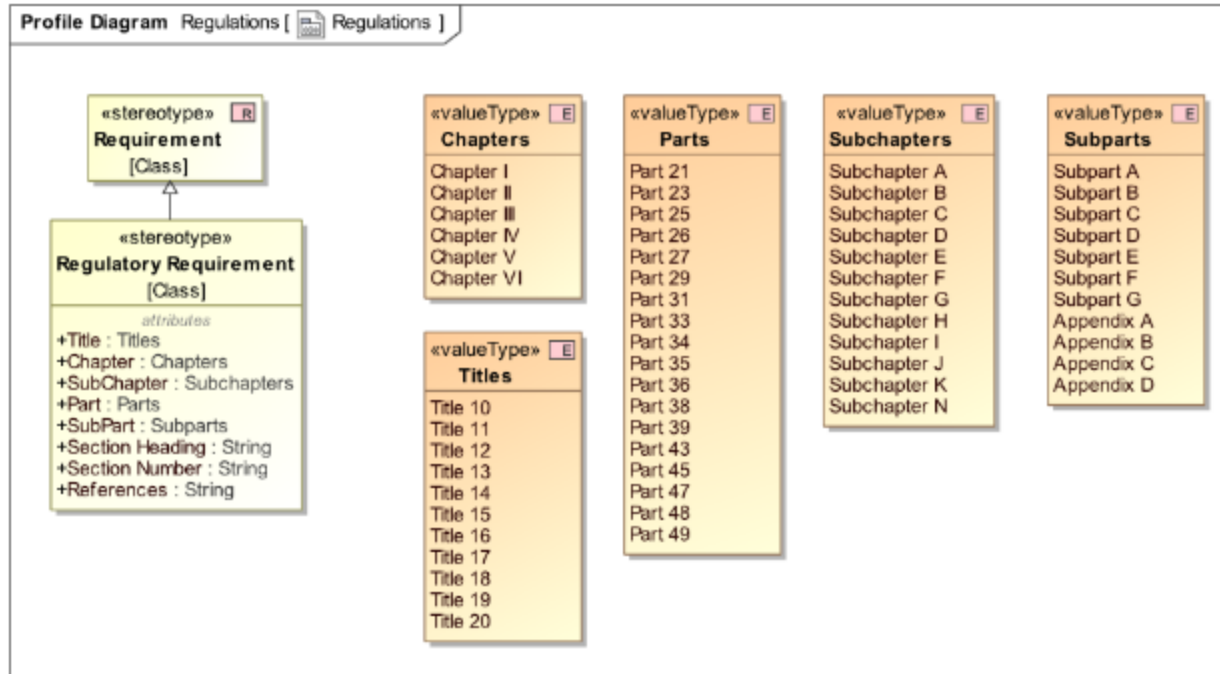 Profile Diagram Regulations [ Regulations ]
«stereotype» R
Requirement
[Class]
«stereotype»
Regulatory Requirement
[Class]
attributes
+Title : Titles
+Chapter : Chapters
+SubChapter : Subchapters
+Part : Parts
+SubPart : Subparts
+Section Heading : String
+Section Number : String
+References : String
«valueType» E
Chapters
Chapter I
Chapter II
Chapter III
Chapter IV
Chapter V
Chapter VI
«valueType» E
Titles
Title 10
Title 11
Title 12
Title 13
Title 14
Title 15
Title 16
Title 17
Title 18
Title 19
Title 20
«valueType» E
Parts
Part 21
Part 23
Part 25
Part 26
Part 27
Part 29
Part 31
Part 33
Part 34
Part 35
Part 36
Part 38
Part 39
Part 43
Part 45
Part 47
Part 48
Part 49
«valueType» E
Subchapters
Subchapter A
Subchapter B
Subchapter C
Subchapter D
Subchapter E
Subchapter F
Subchapter G
Subchapter H
Subchapter I
Subchapter J
Subchapter K
Subchapter N
«valueType» E
Subparts
Subpart A
Subpart B
Subpart C
Subpart D
Subpart E
Subpart F
Subpart G
Appendix A
Appendix B
Appendix C
Appendix D